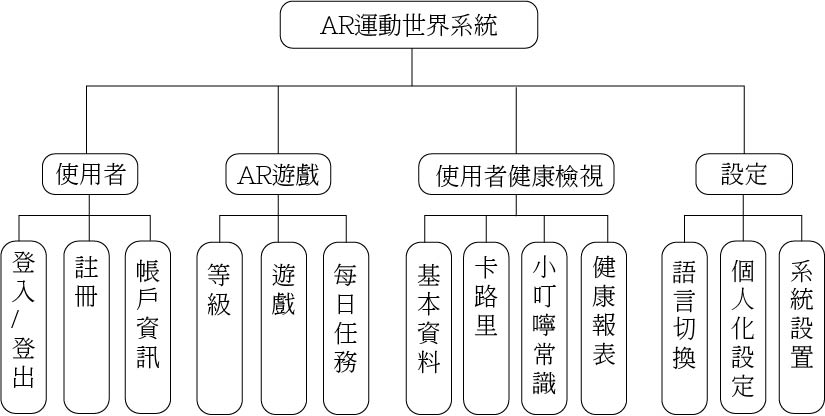 AR運動世界系統
使用者
AR遊戲
使用者健康檢視
設定
登入/登出
註冊
帳戶資訊
等級
遊戲
每日任務
基本資料
卡路里
小叮嚀常識
健康報表
語言切換
個人化設定
系統設置